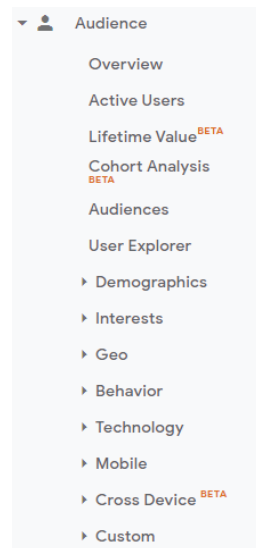 Audience
Overview
Active Users
Lifetime Value BETA
Cohort Analysis
BETA
Audiences
User Explorer
Demographics
Interests
Geo
Behavior
Technology
Mobile
Cross Device BETA
Custom